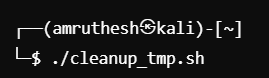 ┌──(amruthesh㉿kali)-[~]
└─$ ./cleanup_tmp.sh